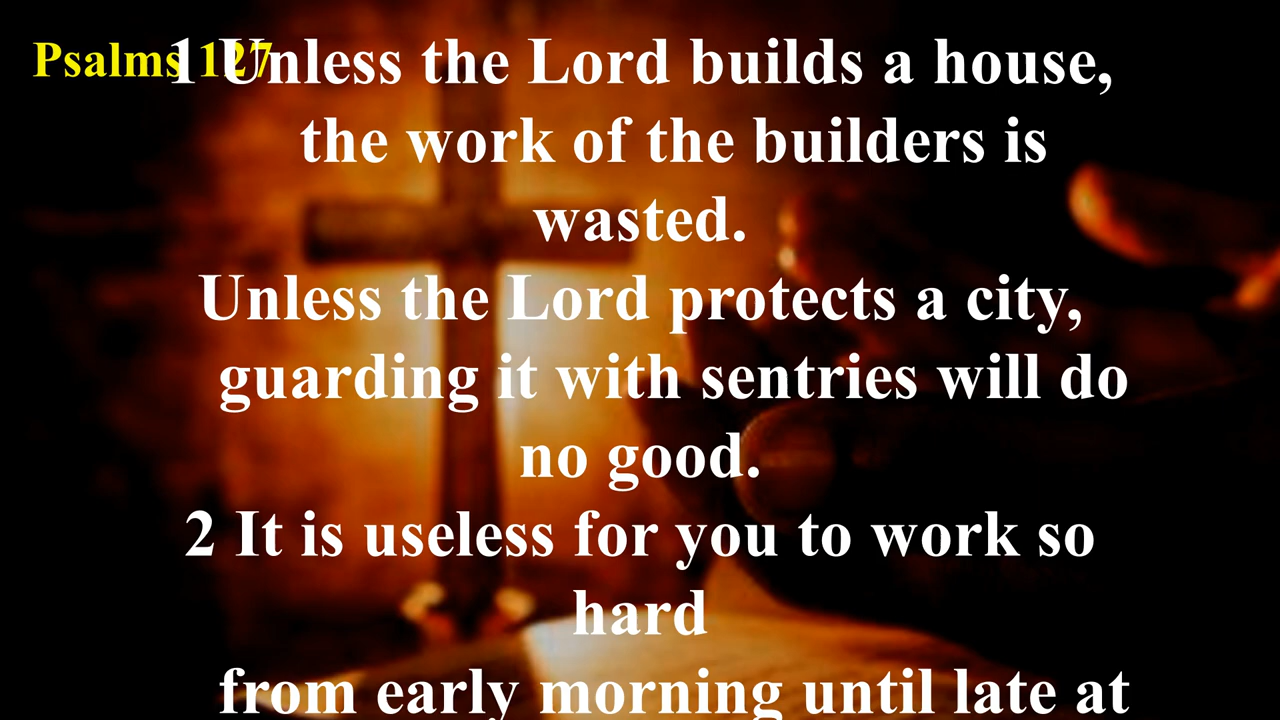 Psalms 127
1 Unless the Lord builds a house,
the work of the builders is
wasted.
Unless the Lord protects a city,
guarding it with sentries will do
no good.
2 It is useless for you to work so
hard
from early morning until late at